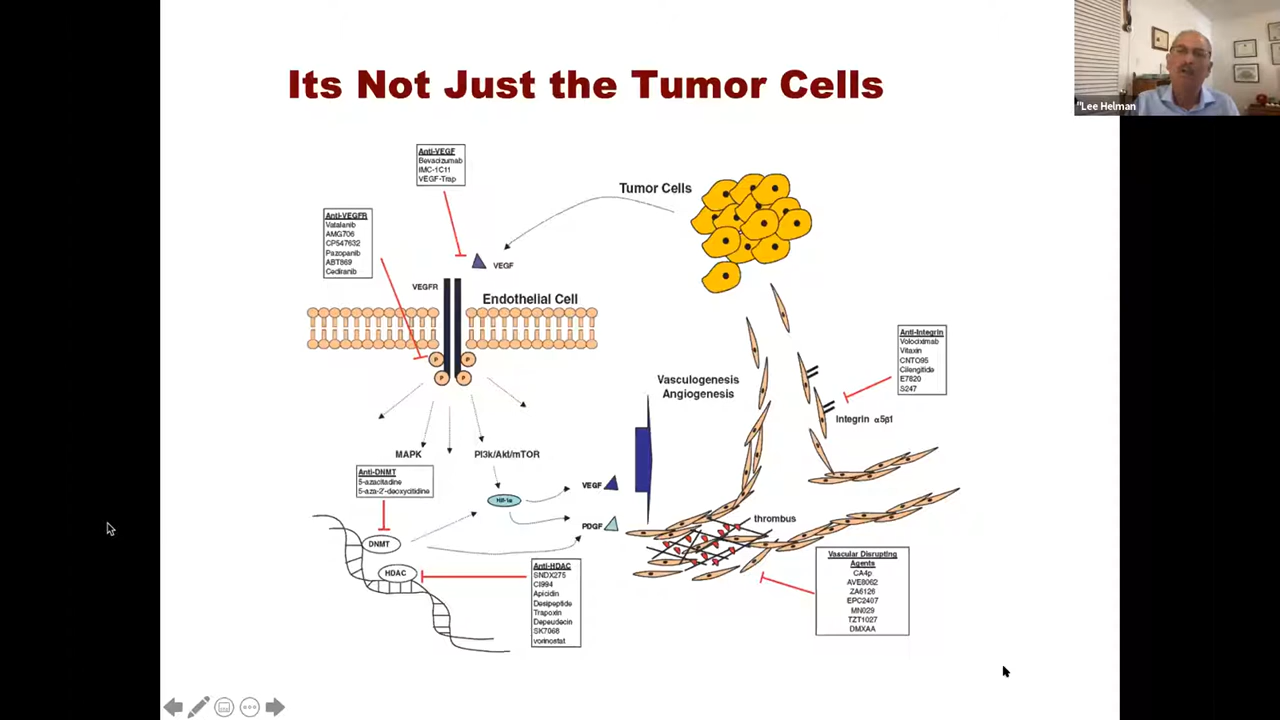 Its Not Just the Tumor Cells
"Lee Helman
Anti-VEGF
Bevacizumab
IMC-1C11
VEGF-Trap
Tumor Cells
Anti-VEGFR
Vatalanib
AMG706
CP547632
Pazopanib
ABT869
Cediranib
VEGF
VEGFR
Endothelial Cell
P
P
P
P
Anti-Integrin
Volociximab
Vitaxin
CNTO95
Cilengitide
E7820
S247
Vasculogenesis
Angiogenesis
Integrin α5β1
MAPK
PI3k/Akt/mTOR
Anti-DNMT
5-azacitadine
5-aza-2'-deoxycitidine
Hif-1α
VEGF
PDGF
thrombus
DNMT
HDAC
Anti-HDAC
SNDX275
CI994
Apicidin
Desipeptide
Trapoxin
Depeudecin
SK7068
vorinostat
Vascular Disrupting
Agents
CA4p
AVE8062
ZA6126
EPC2407
MN029
TZT1027
DMXAA